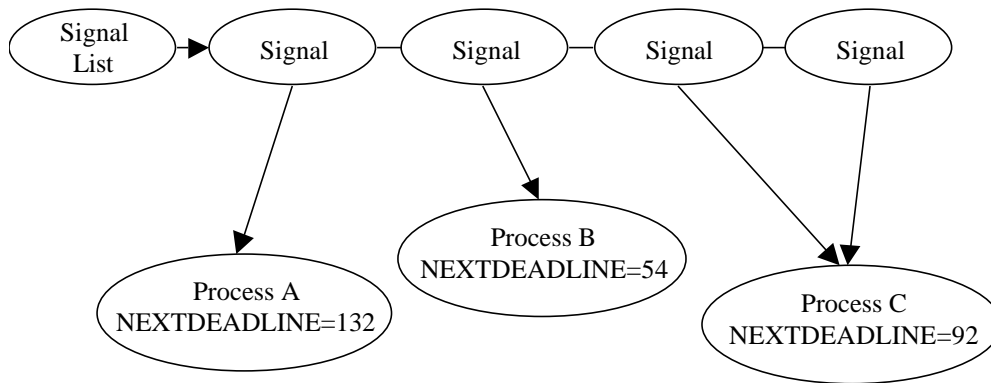 Signal
List
Signal
Signal
Signal
Signal
Process A
NEXTDEADLINE=132
Process B
NEXTDEADLINE=54
Process C
NEXTDEADLINE=92